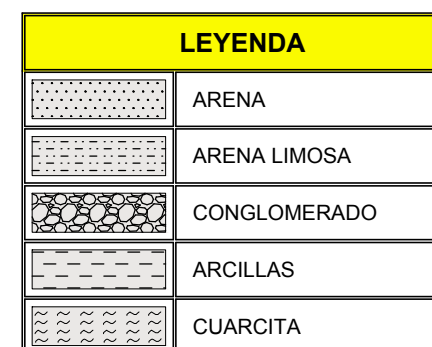 LEYENDA
ARENA
ARENA LIMOSA
CONGLOMERADO
ARCILLAS
CUARCITA